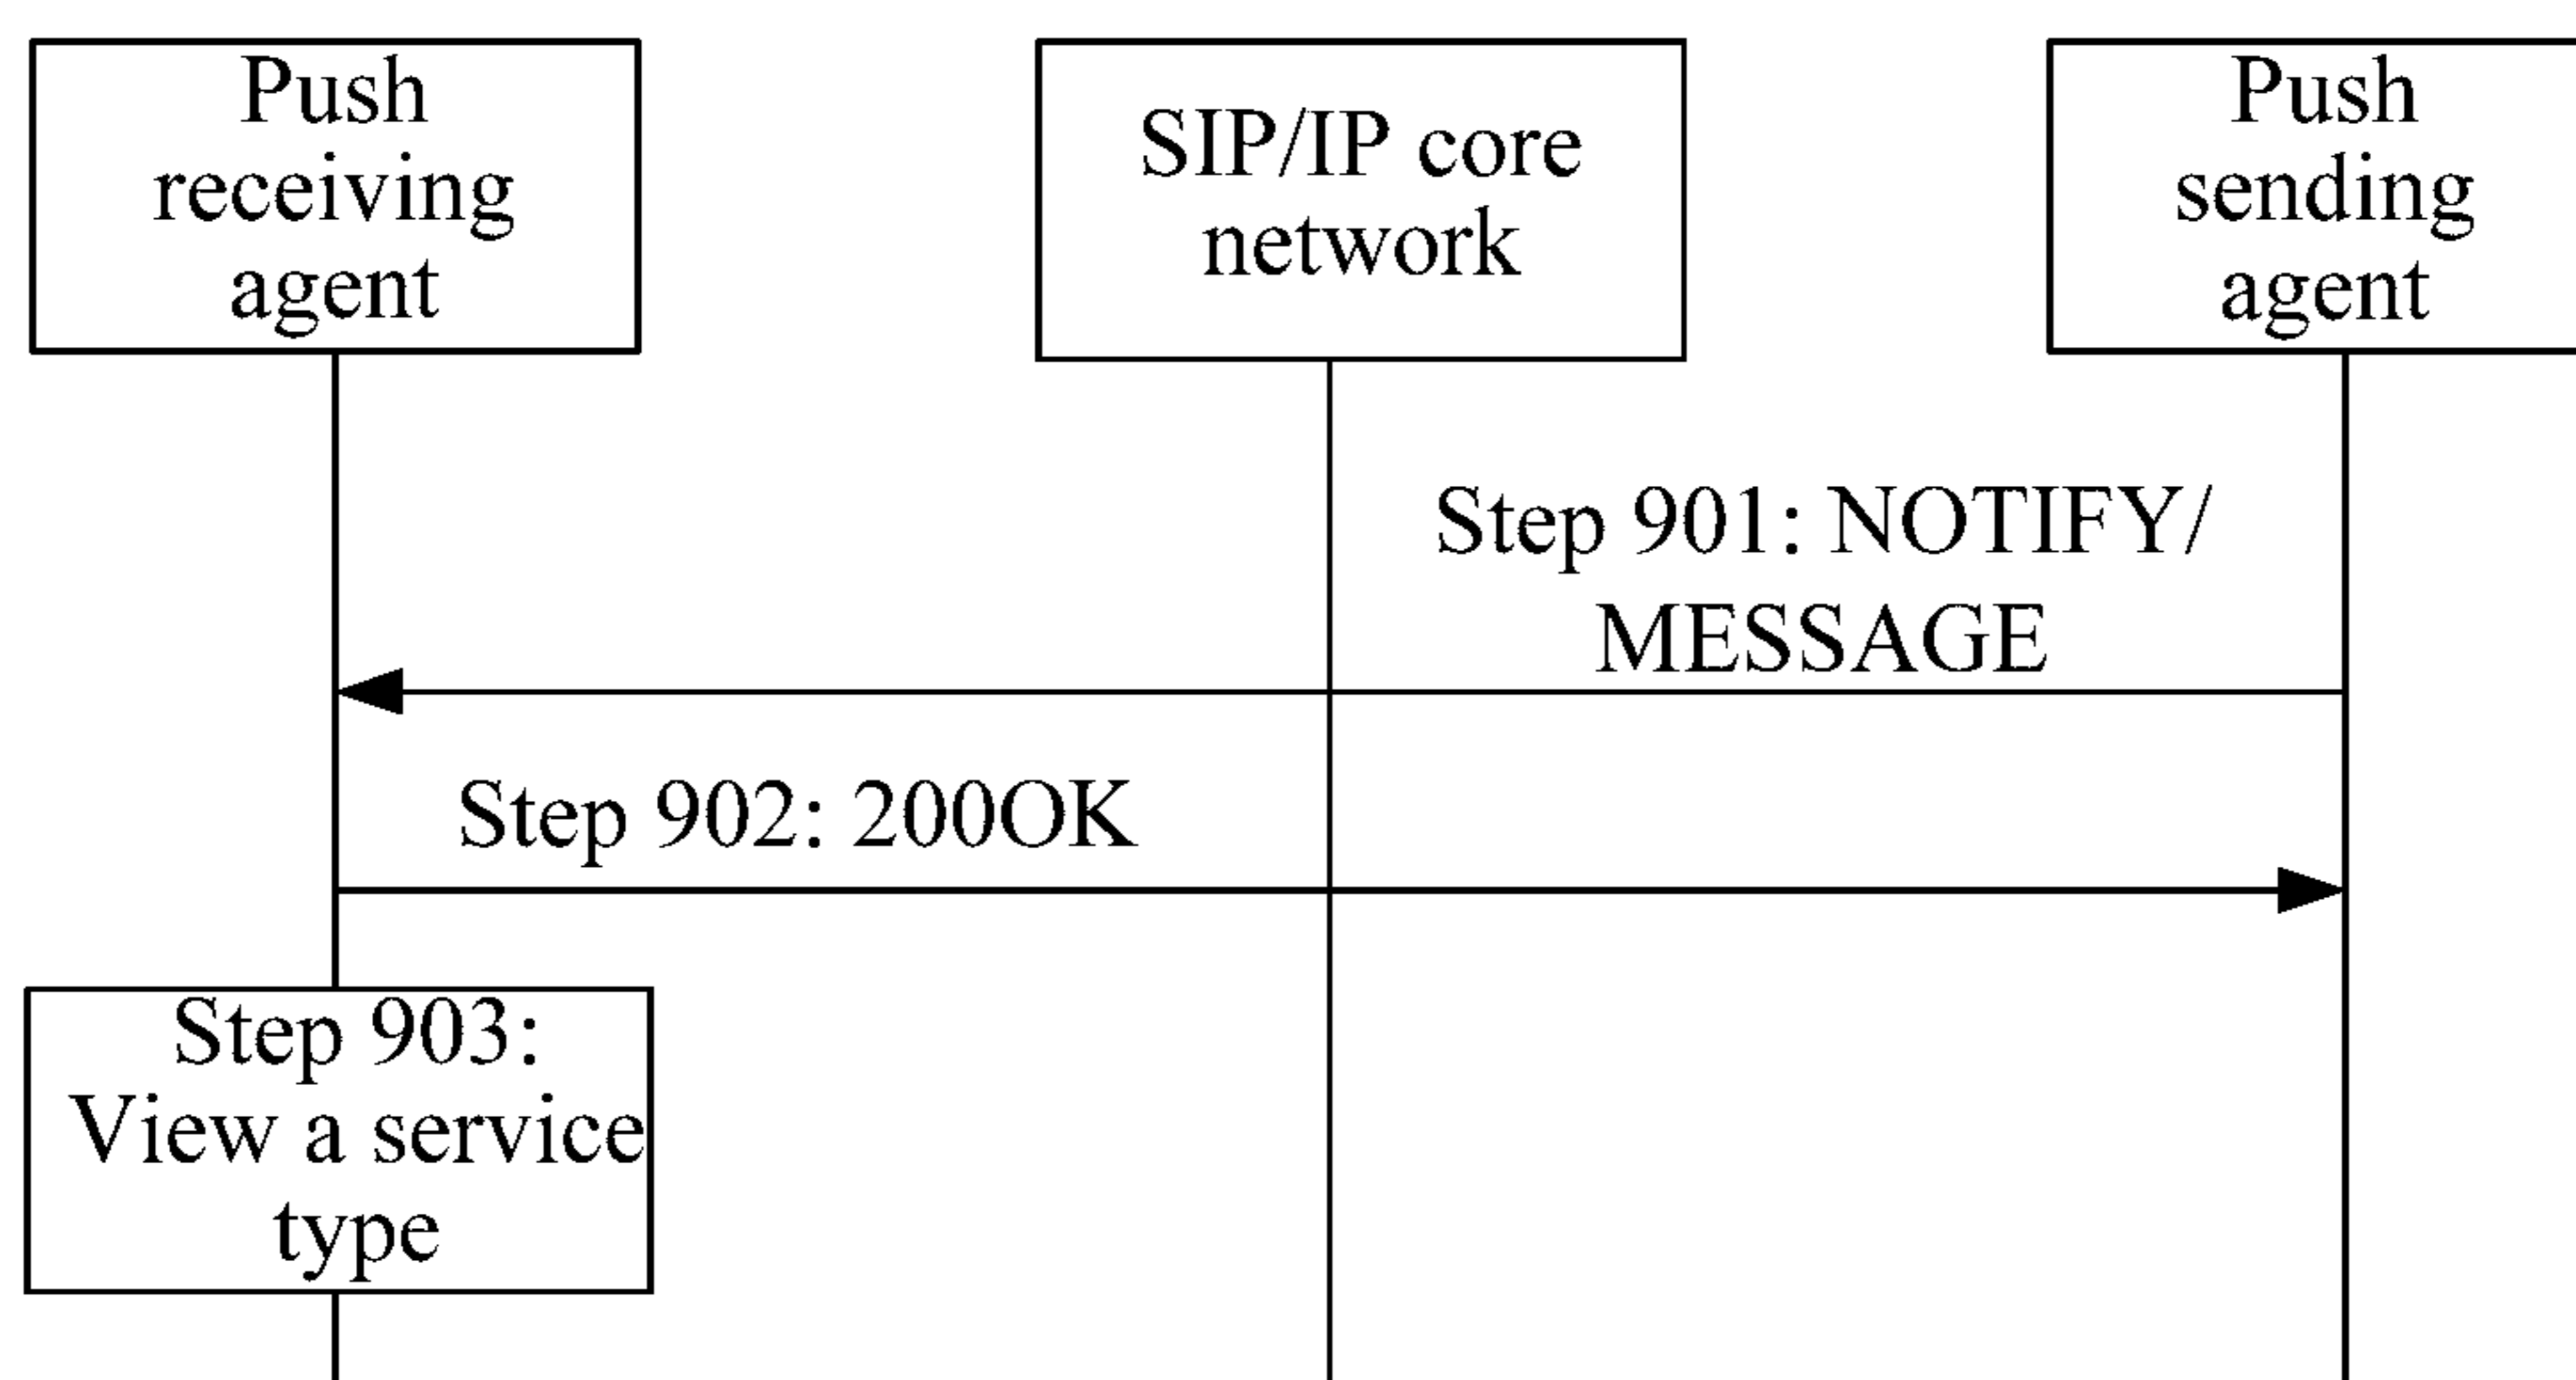 Push
receiving
agent
SIP/IP core
network
Push
sending
agent
Step 901: NOTIFY/
MESSAGE
Step 902: 200OK
Step 903:
View a service
type